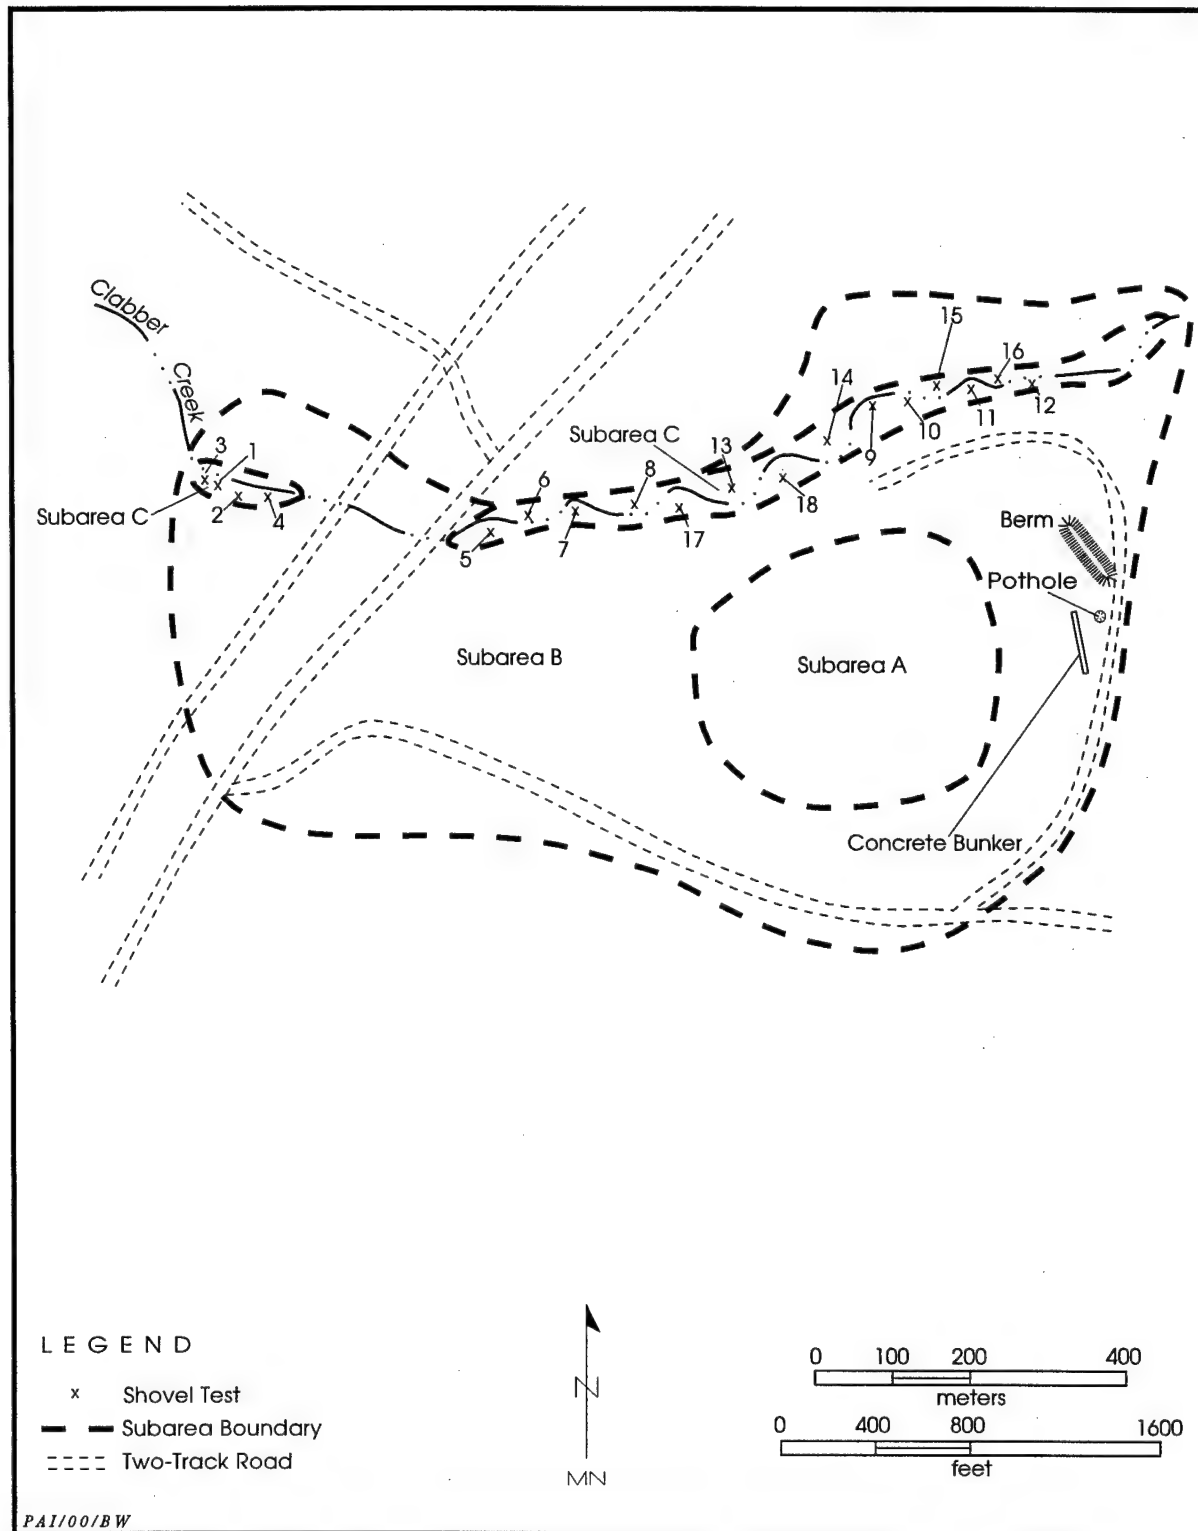 Clabber
Creek
15
16
14
Subarea C
13
3
1
8
6
10
11
12
9
Subarea C
2
4
18
17
5
7
Berm
Pothole
Subarea B
Subarea A
Concrete Bunker
LEGEND
x Shovel Test
Subarea Boundary
Two-Track Road
N
MN
0 100 200 400
meters
0 400 800 1600
feet
PAI/00/BW